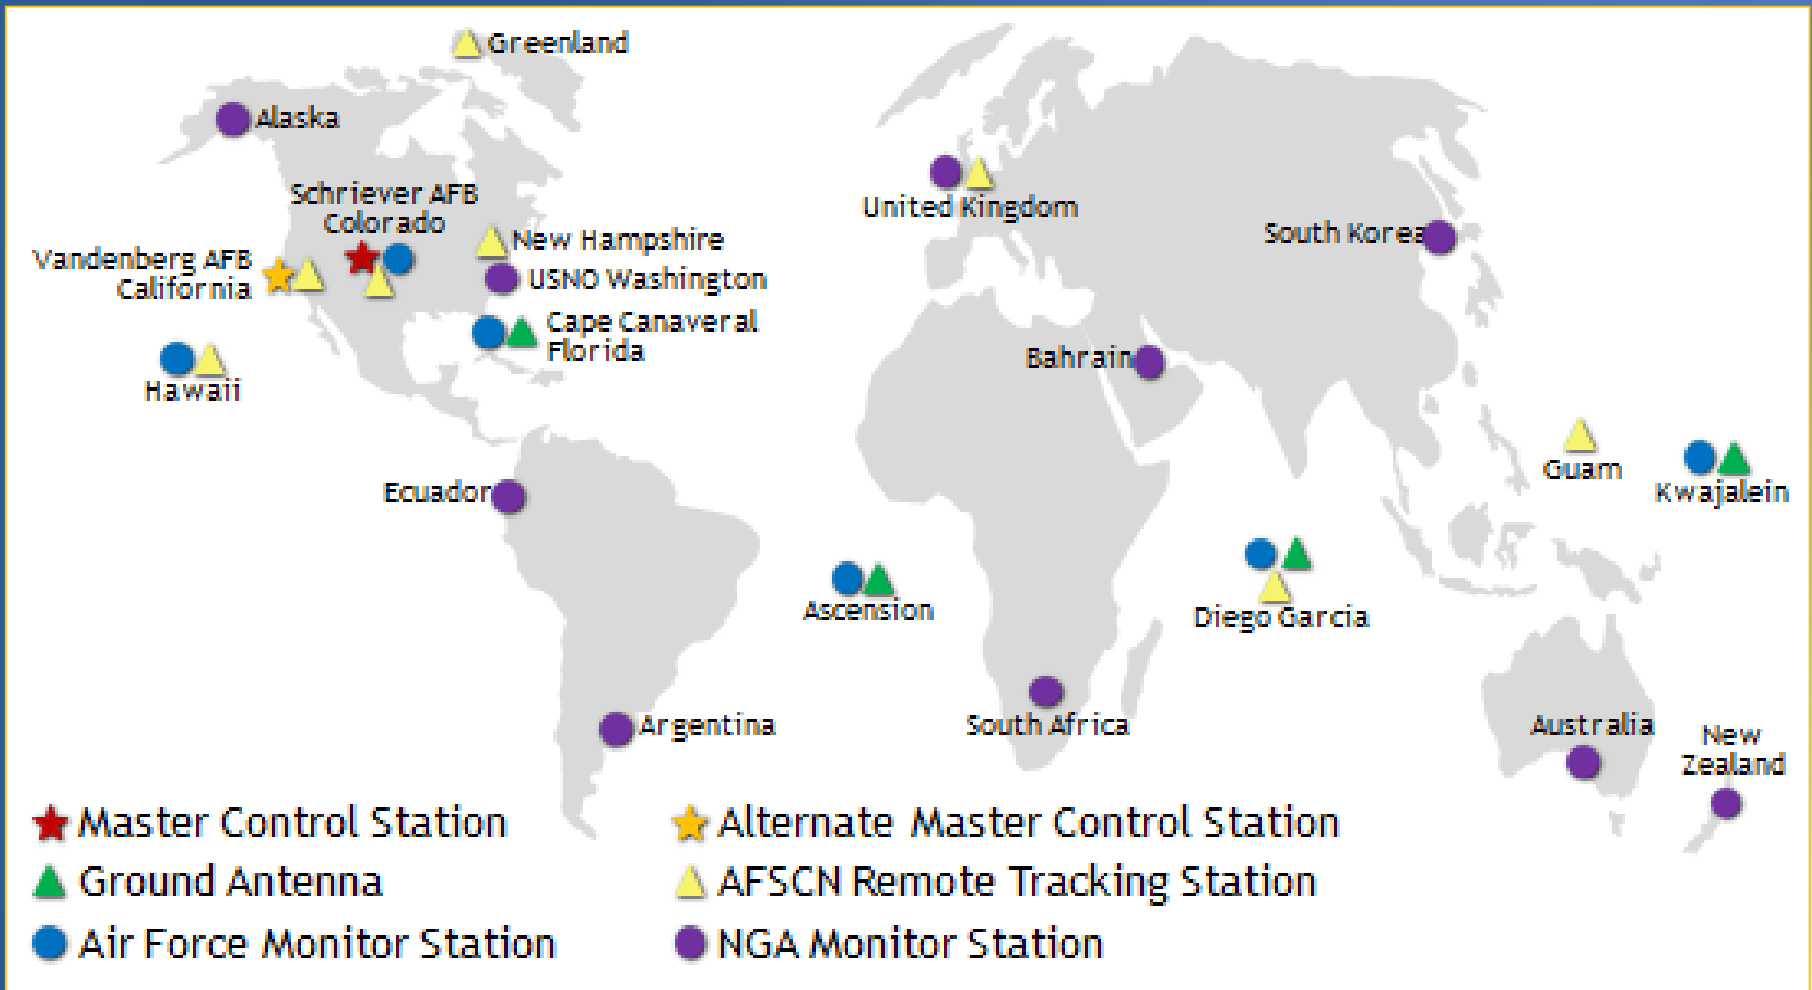 Greenland
Alaska
Schriever AFB
Colorado
United Kingdom
South Korea
New Hampshire
Vandenberg AFB
California
USNO Washington
Cape Canaveral
Florida
Bahrain
Hawaii
Guam
Ecuador
Kwajalein
Ascension
Diego Garcia
Argentina
South Africa
Australia
New
Zealand
Master Control Station
Alternate Master Control Station
Ground Antenna
AFSCN Remote Tracking Station
Air Force Monitor Station
NGA Monitor Station